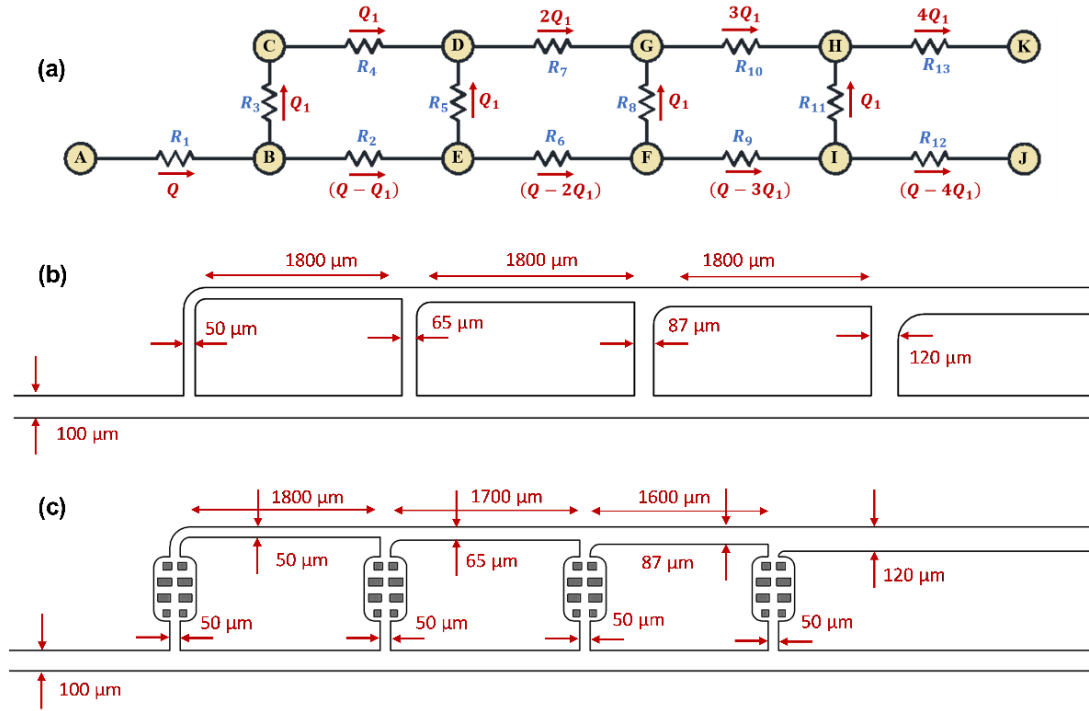 (a)
Q₁ 2Q₁ 3Q₁ 4Q₁
C D G H K
R₄ R₇ R₁₀ R₁₃
R₃ Q₁ R₅ Q₁ R₈ Q₁ R₁₁ Q₁
R₁ R₂ R₆ R₉ R₁₂
A B E F I J
Q (Q − Q₁) (Q − 2Q₁) (Q − 3Q₁) (Q − 4Q₁)
(b)
1800 µm 1800 µm 1800 µm
50 µm 65 µm 87 µm 120 µm
100 µm
(c)
1800 µm 1700 µm 1600 µm
50 µm 65 µm 87 µm 120 µm
50 µm 50 µm 50 µm 50 µm
100 µm